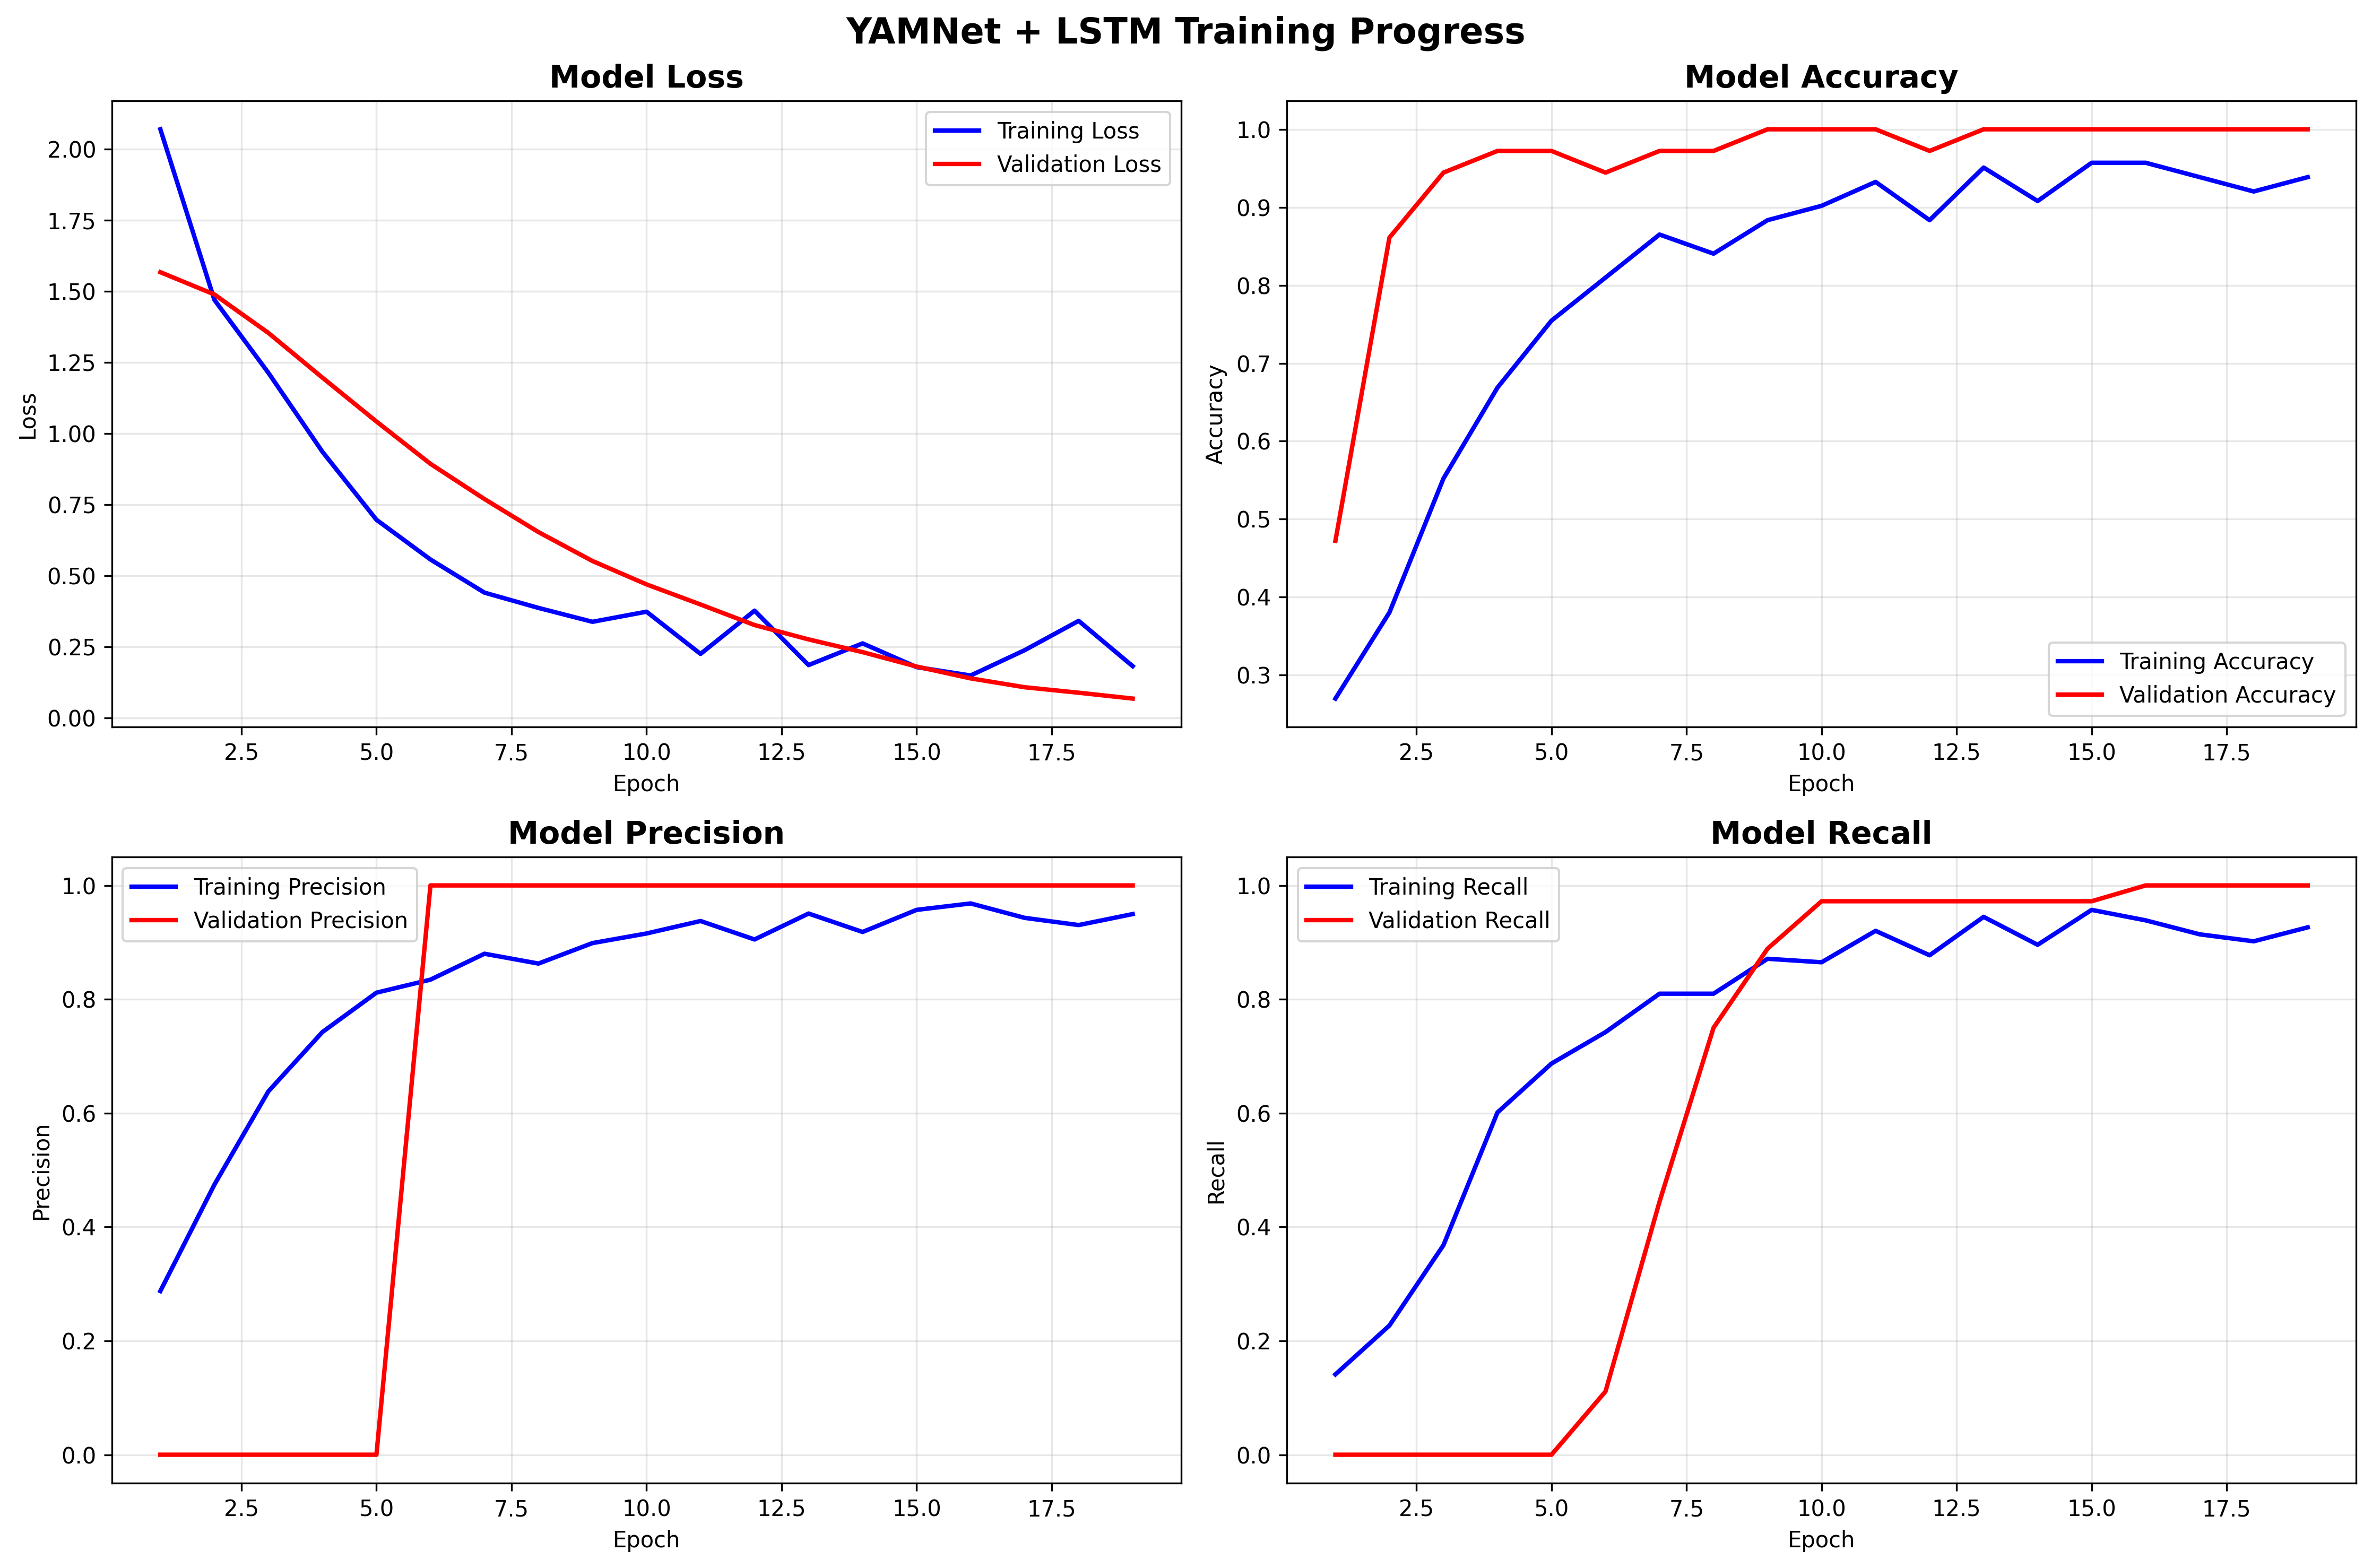 YAMNet + LSTM Training Progress
Model Loss
Training Loss
Validation Loss
2.00
1.75
1.50
1.25
1.00
0.75
0.50
0.25
0.00
Loss
2.5 5.0 7.5 10.0 12.5 15.0 17.5
Epoch
Model Accuracy
1.0
0.9
0.8
0.7
0.6
0.5
0.4
0.3
Accuracy
Training Accuracy
Validation Accuracy
2.5 5.0 7.5 10.0 12.5 15.0 17.5
Epoch
Model Precision
Training Precision
Validation Precision
1.0
0.8
0.6
0.4
0.2
0.0
Precision
2.5 5.0 7.5 10.0 12.5 15.0 17.5
Epoch
Model Recall
Training Recall
Validation Recall
1.0
0.8
0.6
0.4
0.2
0.0
Recall
2.5 5.0 7.5 10.0 12.5 15.0 17.5
Epoch